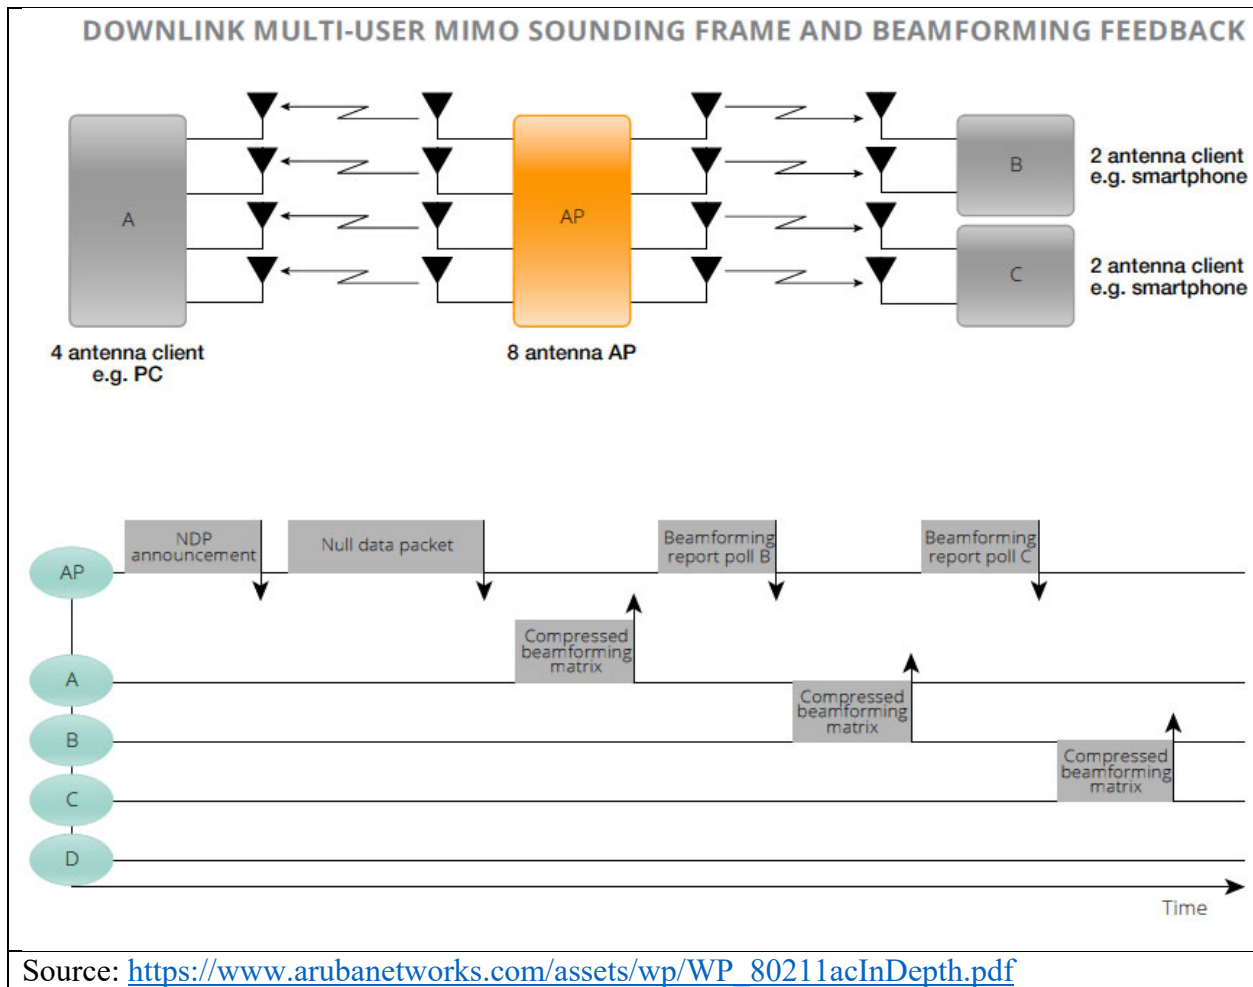 DOWNLINK MULTI-USER MIMO SOUNDING FRAME AND BEAMFORMING FEEDBACK
A
AP
B
2 antenna client
e.g. smartphone
C
2 antenna client
e.g. smartphone
4 antenna client
e.g. PC
8 antenna AP
NDP
announcement
Null data packet
Beamforming
report poll B
Beamforming
report poll C
AP
Compressed
beamforming
matrix
A
Compressed
beamforming
matrix
B
Compressed
beamforming
matrix
C
D
Time
Source: https://www.arubanetworks.com/assets/wp/WP_80211acInDepth.pdf